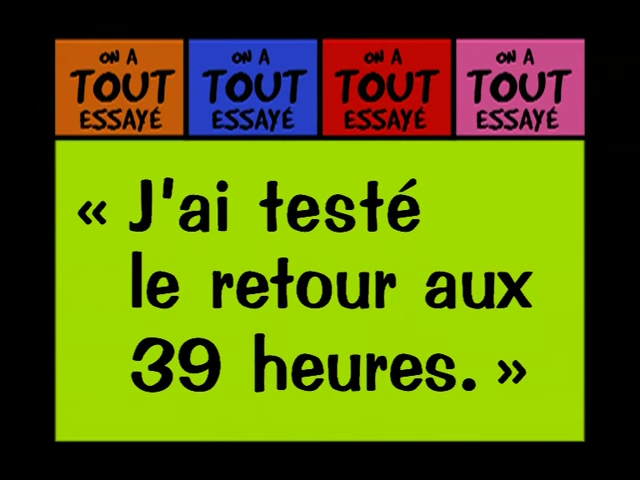 ON A TOUT ESSAYÉ
ON A TOUT ESSAYÉ
ON A TOUT ESSAYÉ
ON A TOUT ESSAYÉ
« J'ai testé
le retour aux
39 heures. »